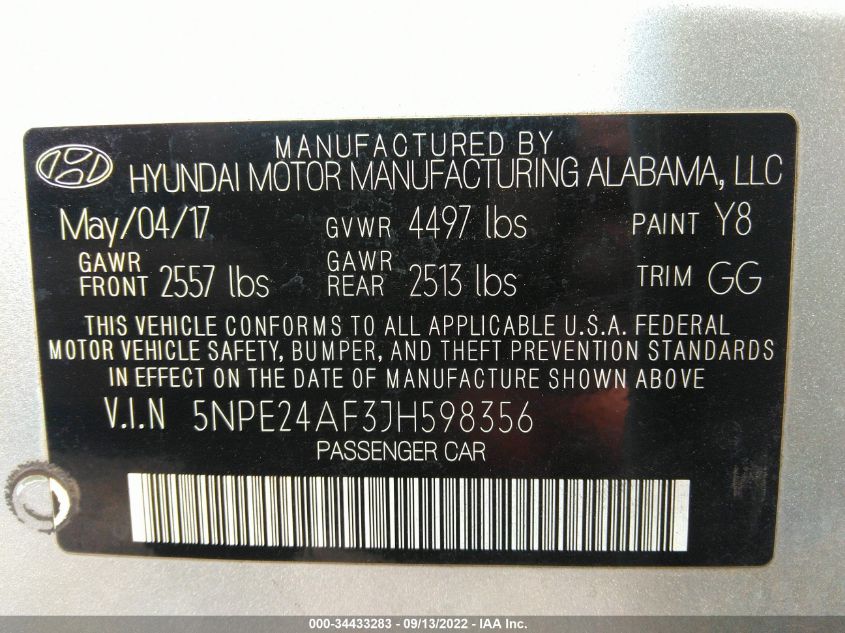 MANUFACTURED BY
HYUNDAI MOTOR MANUFACTURING ALABAMA, LLC
May/04/17 GVWR 4497 lbs PAINT Y8
GAWR FRONT 2557 lbs GAWR REAR 2513 lbs TRIM GG
THIS VEHICLE CONFORMS TO ALL APPLICABLE U.S.A. FEDERAL
MOTOR VEHICLE SAFETY, BUMPER, AND THEFT PREVENTION STANDARDS
IN EFFECT ON THE DATE OF MANUFACTURE SHOWN ABOVE
V.I.N 5NPE24AF3JH598356
PASSENGER CAR
000-34433283 - 09/13/2022 - IAA Inc.